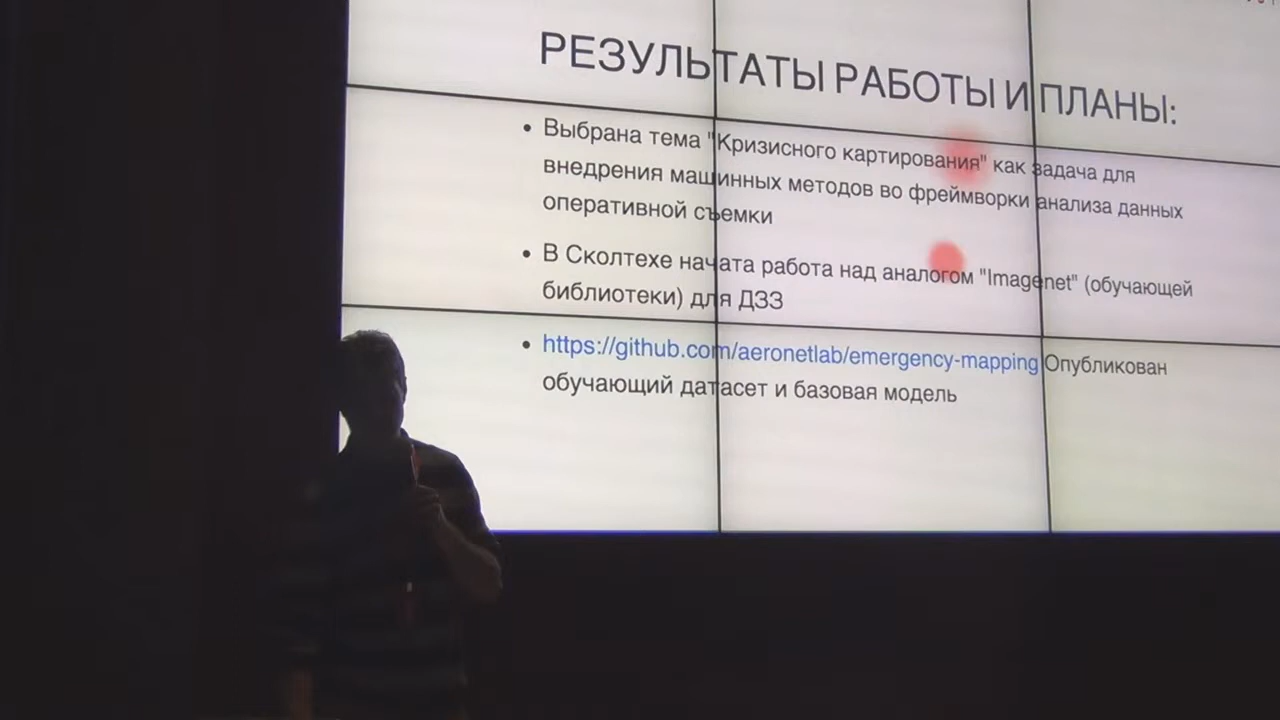 РЕЗУЛЬТАТЫ РАБОТЫ И ПЛАНЫ:
• Выбрана тема "Кризисного картирования" как задача для
внедрения машинных методов во фреймворки анализа данных
оперативной съемки
• В Сколтехе начата работа над аналогом "Imagenet" (обучающей
библиотеки) для ДЗЗ
• https://github.com/aeronetlab/emergency-mapping Опубликован
обучающий датасет и базовая модель